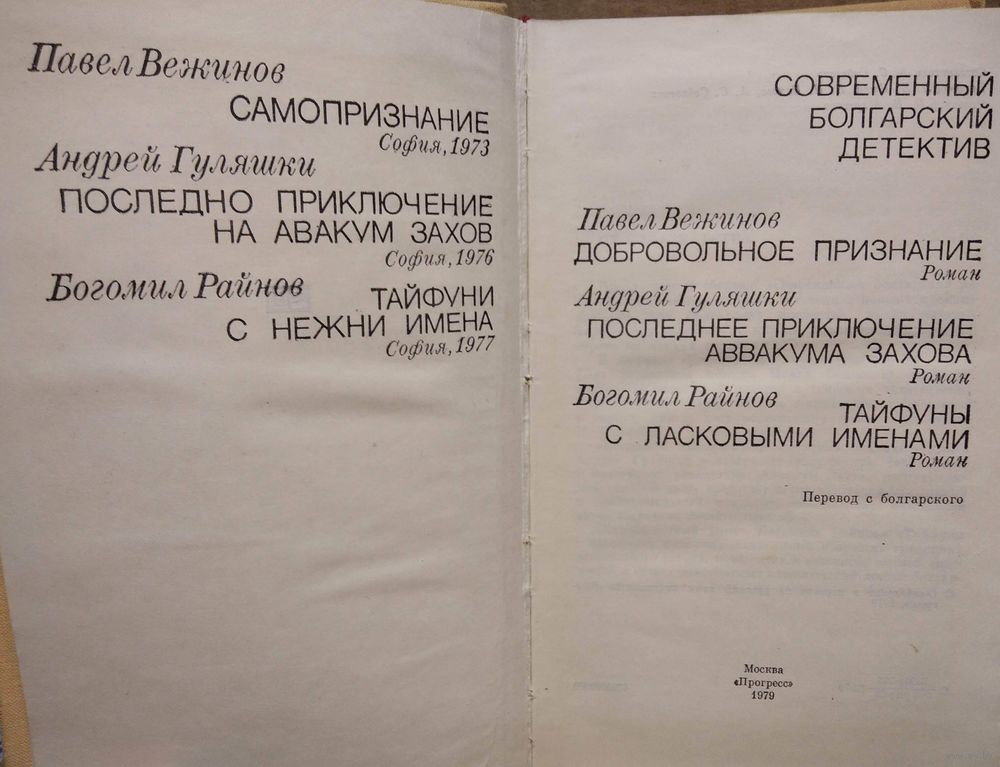 Павел Вежинов
САМОПРИЗНАНИЕ
София, 1973
Андрей Гуляшки
ПОСЛЕДНО ПРИКЛЮЧЕНИЕ
НА АВАКУМ ЗАХОВ
София, 1976
Богомил Райнов
ТАЙФУНИ
С НЕЖНИ ИМЕНА
София, 1977
СОВРЕМЕННЫЙ
БОЛГАРСКИЙ
ДЕТЕКТИВ
Павел Вежинов
ДОБРОВОЛЬНОЕ ПРИЗНАНИЕ
Роман
Андрей Гуляшки
ПОСЛЕДНЕЕ ПРИКЛЮЧЕНИЕ
АВВАКУМА ЗАХОВА
Роман
Богомил Райнов
ТАЙФУНЫ
С ЛАСКОВЫМИ ИМЕНАМИ
Роман
Перевод с болгарского
Москва
«Прогресс»
1979